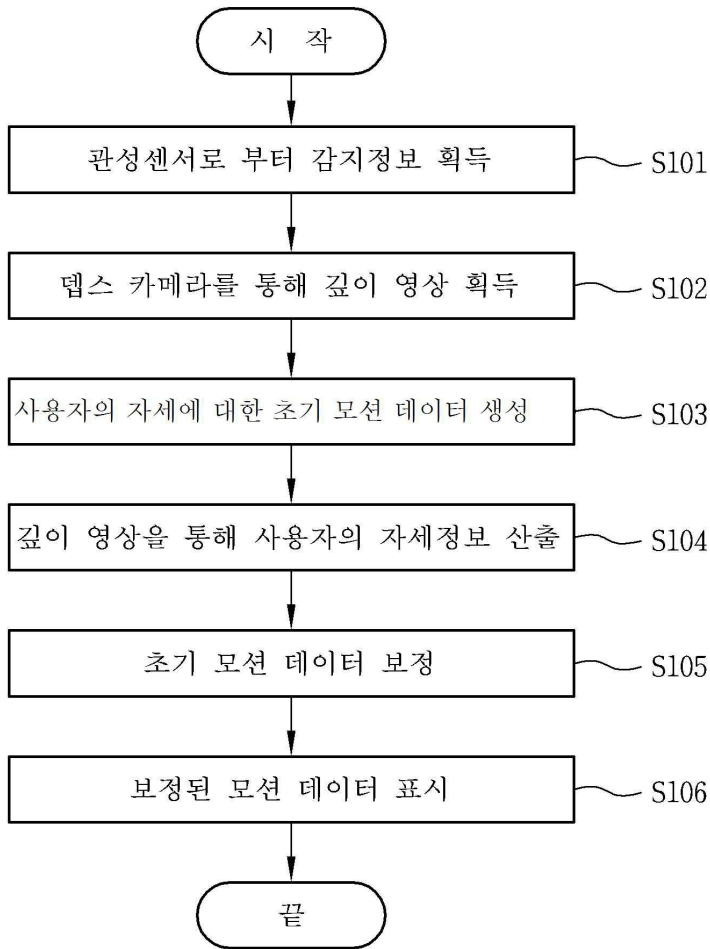 시 작
관성센서로 부터 감지정보 획득
S101
뎁스 카메라를 통해 깊이 영상 획득
S102
사용자의 자세에 대한 초기 모션 데이터 생성
S103
깊이 영상을 통해 사용자의 자세정보 산출
S104
초기 모션 데이터 보정
S105
보정된 모션 데이터 표시
S106
끝